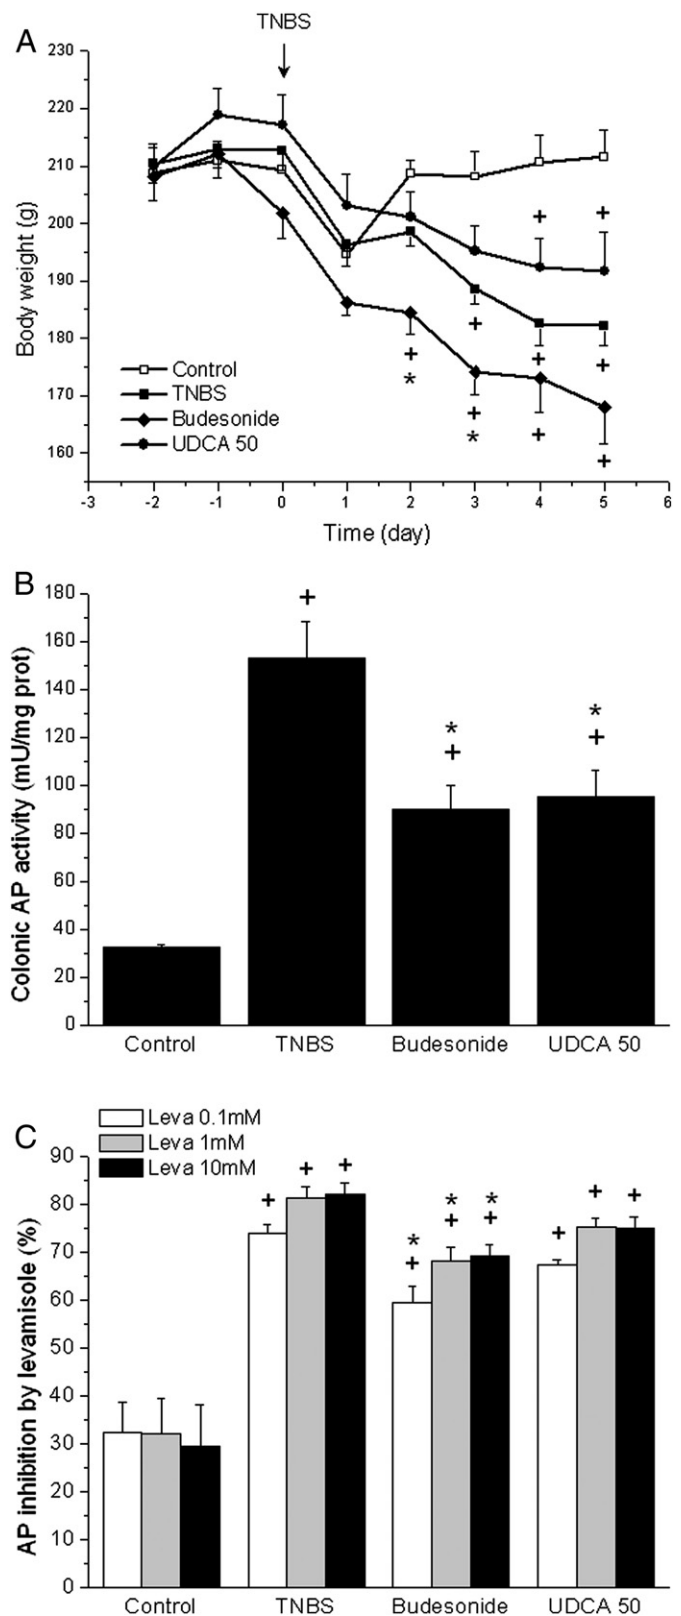 A
TNBS
230
220
210
200
190
180
170
160
Body weight (g)
+ +
+ + +
+ + + +
* *
Control
TNBS
Budesonide
UDCA 50
-3 -2 -1 0 1 2 3 4 5 6
Time (day)
B
180
160
140
120
100
80
60
40
20
0
Colonic AP activity (mU/mg prot)
+
* *
+ +
Control TNBS Budesonide UDCA 50
C
Leva 0.1mM
Leva 1mM
Leva 10mM
90
80
70
60
50
40
30
20
10
0
AP inhibition by levamisole (%)
+ + +
* * *
+ + +
+ + +
Control TNBS Budesonide UDCA 50